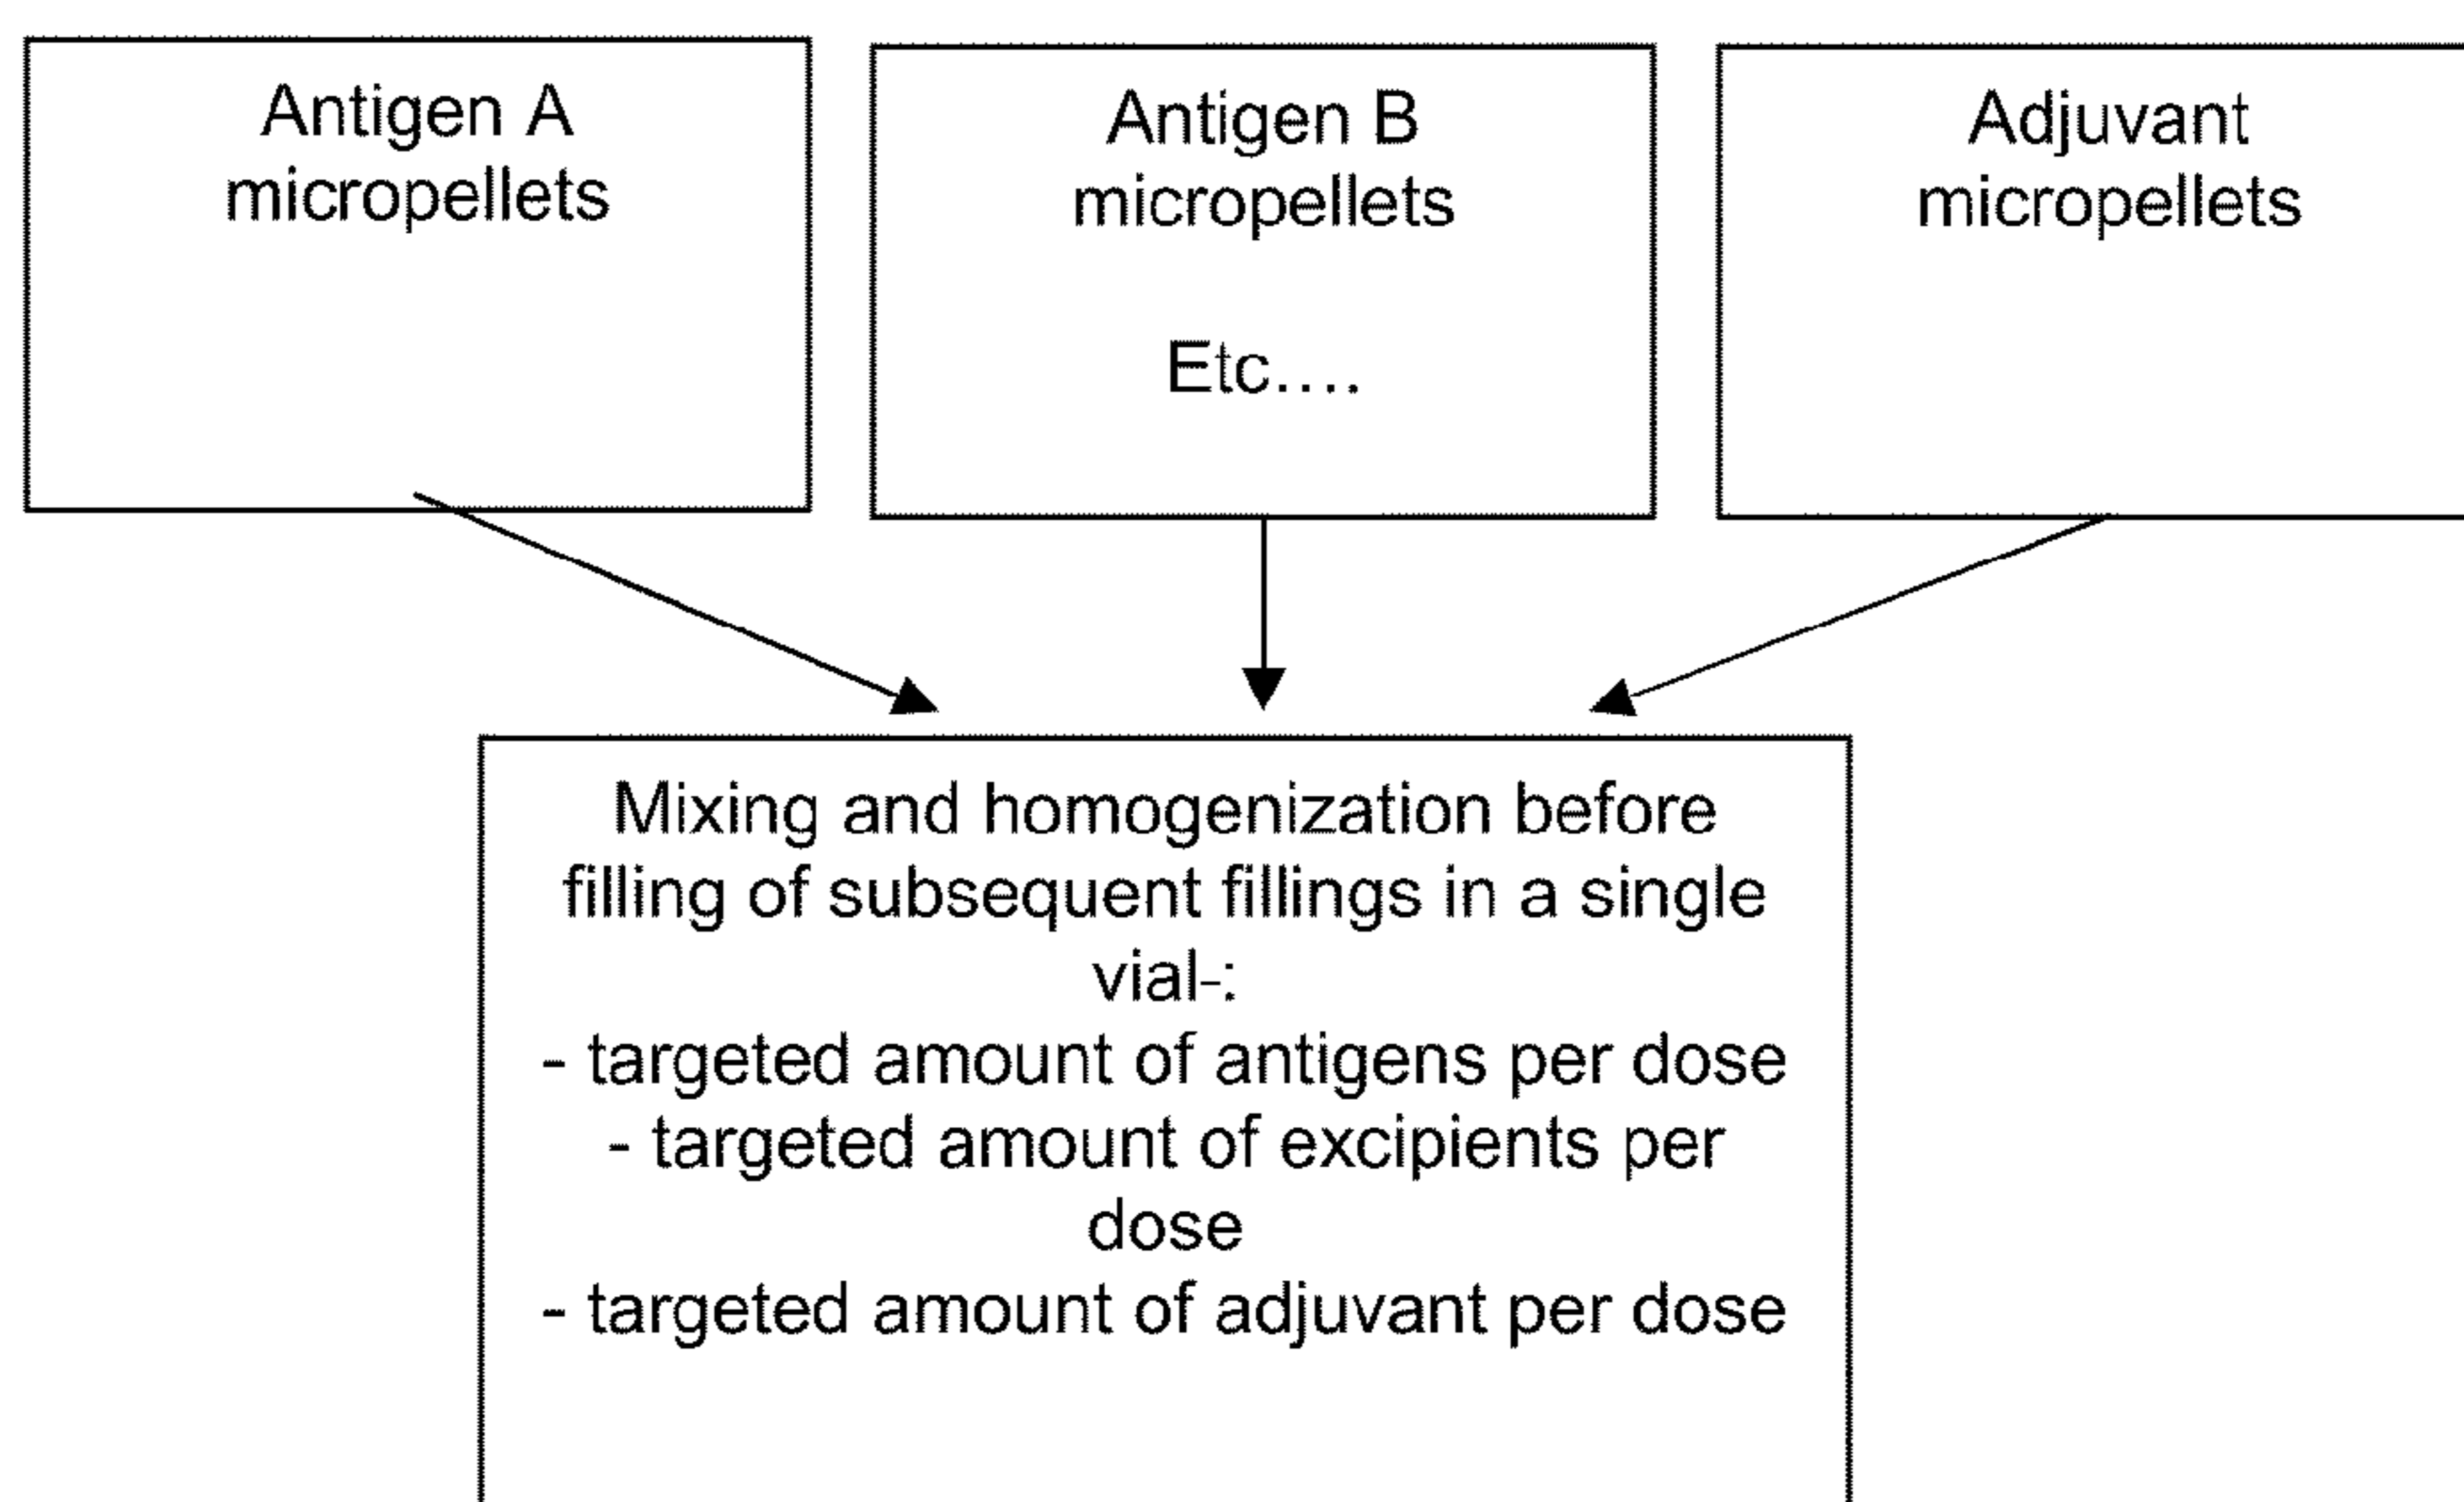 Antigen A
micropellets
Antigen B
micropellets
Etc....
Adjuvant
micropellets
Mixing and homogenization before
filling of subsequent fillings in a single
vial-:
- targeted amount of antigens per dose
- targeted amount of excipients per
dose
- targeted amount of adjuvant per dose